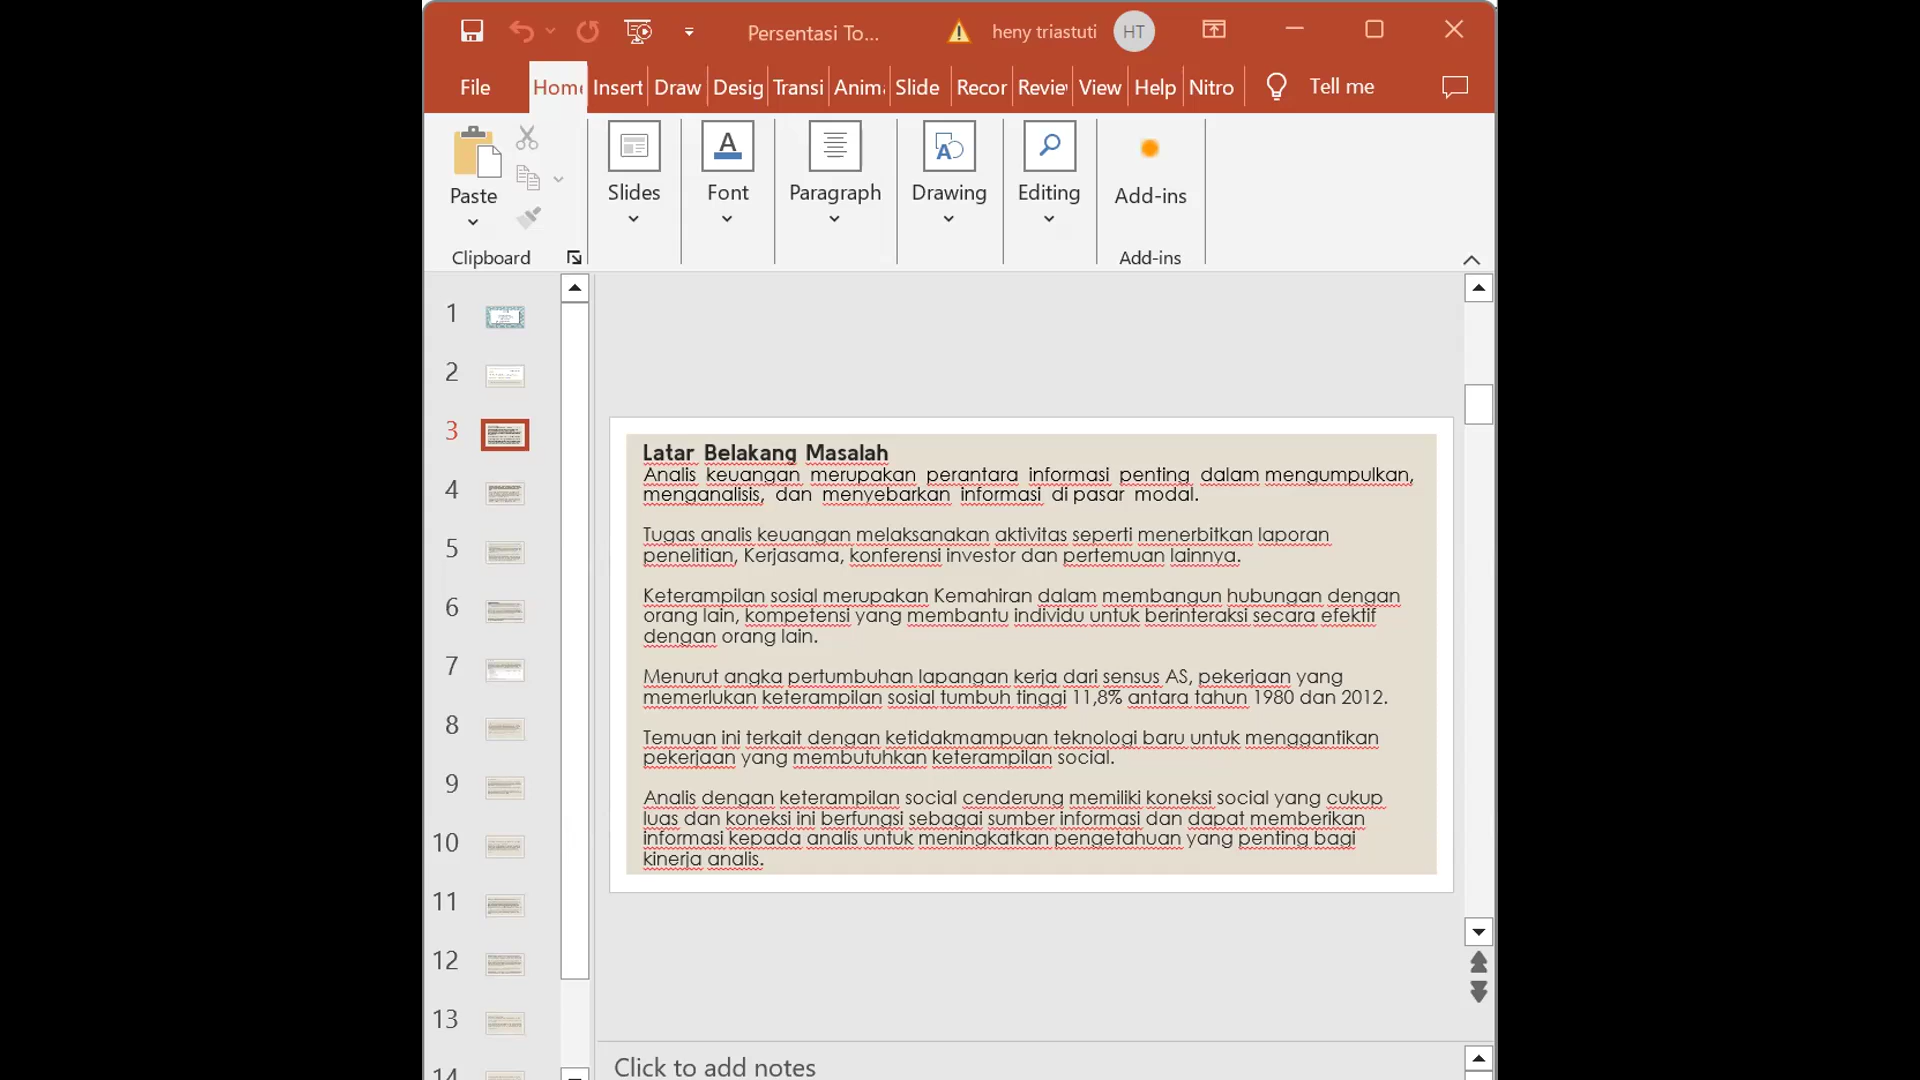 Persentasi To...
heny triastuti
HT
File
Home
Insert
Draw
Desig
Transi
Anim
Slide
Recor
Revie
View
Help
Nitro
Tell me
Paste
Slides
Font
Paragraph
Drawing
Editing
Add-ins
Clipboard
Add-ins
1
2
3
4
5
6
7
8
9
10
11
12
13
14
Latar Belakang Masalah
Analis keuangan merupakan perantara informasi penting dalam mengumpulkan,
menganalisis, dan menyebarkan informasi di pasar modal.
Tugas analis keuangan melaksanakan aktivitas seperti menerbitkan laporan
penelitian, Kerjasama, konferensi investor dan pertemuan lainnya.
Keterampilan sosial merupakan Kemahiran dalam membangun hubungan dengan
orang lain, kompetensi yang membantu individu untuk berinteraksi secara efektif
dengan orang lain.
Menurut angka pertumbuhan lapangan kerja dari sensus AS, pekerjaan yang
memerlukan keterampilan sosial tumbuh tinggi 11,8% antara tahun 1980 dan 2012.
Temuan ini terkait dengan ketidakmampuan teknologi baru untuk menggantikan
pekerjaan yang membutuhkan keterampilan social.
Analis dengan keterampilan social cenderung memiliki koneksi social yang cukup
luas dan koneksi ini berfungsi sebagai sumber informasi dan dapat memberikan
informasi kepada analis untuk meningkatkan pengetahuan yang penting bagi
kinerja analis.
Click to add notes